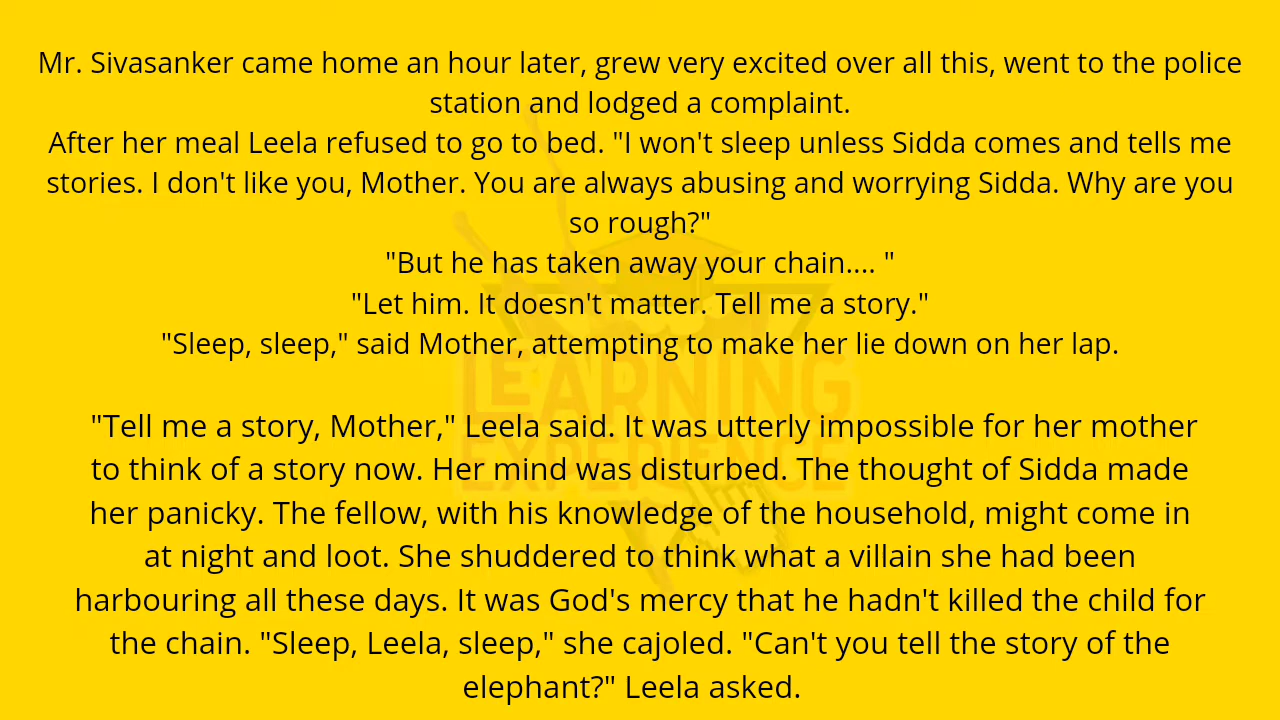 Mr. Sivasanker came home an hour later, grew very excited over all this, went to the police
station and lodged a complaint.
After her meal Leela refused to go to bed. "I won't sleep unless Sidda comes and tells me
stories. I don't like you, Mother. You are always abusing and worrying Sidda. Why are you
so rough?"
"But he has taken away your chain.... "
"Let him. It doesn't matter. Tell me a story."
"Sleep, sleep," said Mother, attempting to make her lie down on her lap.
LEARNING
EXPERIENCE
"Tell me a story, Mother," Leela said. It was utterly impossible for her mother
to think of a story now. Her mind was disturbed. The thought of Sidda made
her panicky. The fellow, with his knowledge of the household, might come in
at night and loot. She shuddered to think what a villain she had been
harbouring all these days. It was God's mercy that he hadn't killed the child for
the chain. "Sleep, Leela, sleep," she cajoled. "Can't you tell the story of the
elephant?" Leela asked.